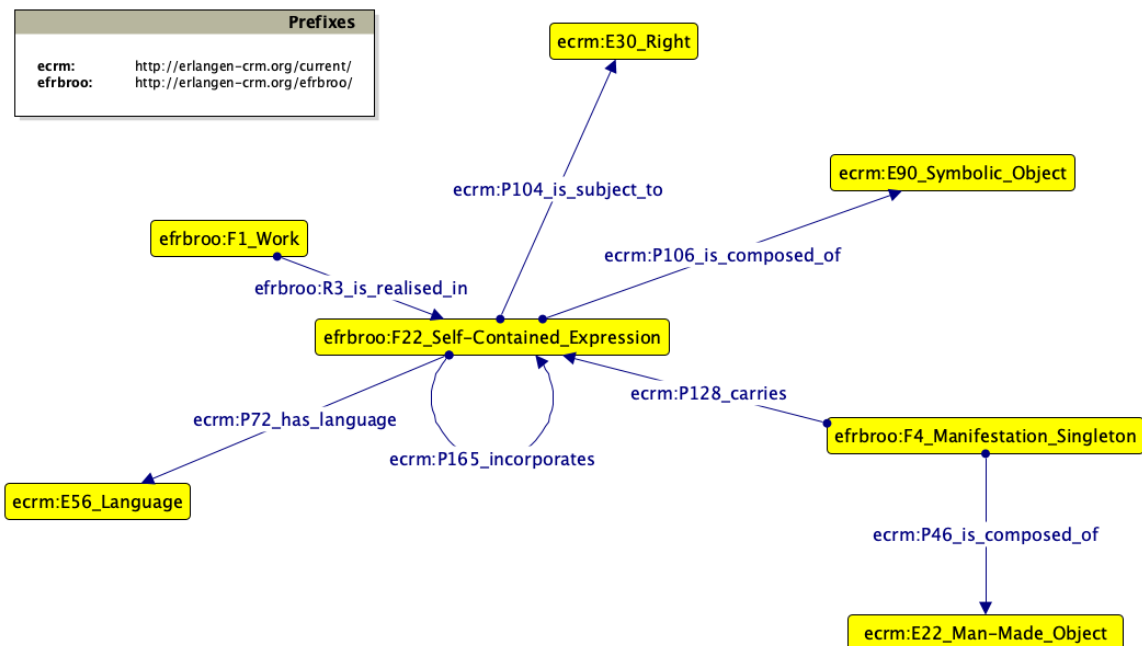 Prefixes
ecrm: http://erlangen-crm.org/current/
efrbroo: http://erlangen-crm.org/efrbroo/
ecrm:E30_Right
ecrm:P104_is_subject_to
ecrm:E90_Symbolic_Object
efrbroo:F1_Work
ecrm:P106_is_composed_of
efrbroo:R3_is_realised_in
efrbroo:F22_Self-Contained_Expression
ecrm:P128_carries
ecrm:P72_has_language
efrbroo:F4_Manifestation_Singleton
ecrm:P165_incorporates
ecrm:E56_Language
ecrm:P46_is_composed_of
ecrm:E22_Man-Made_Object